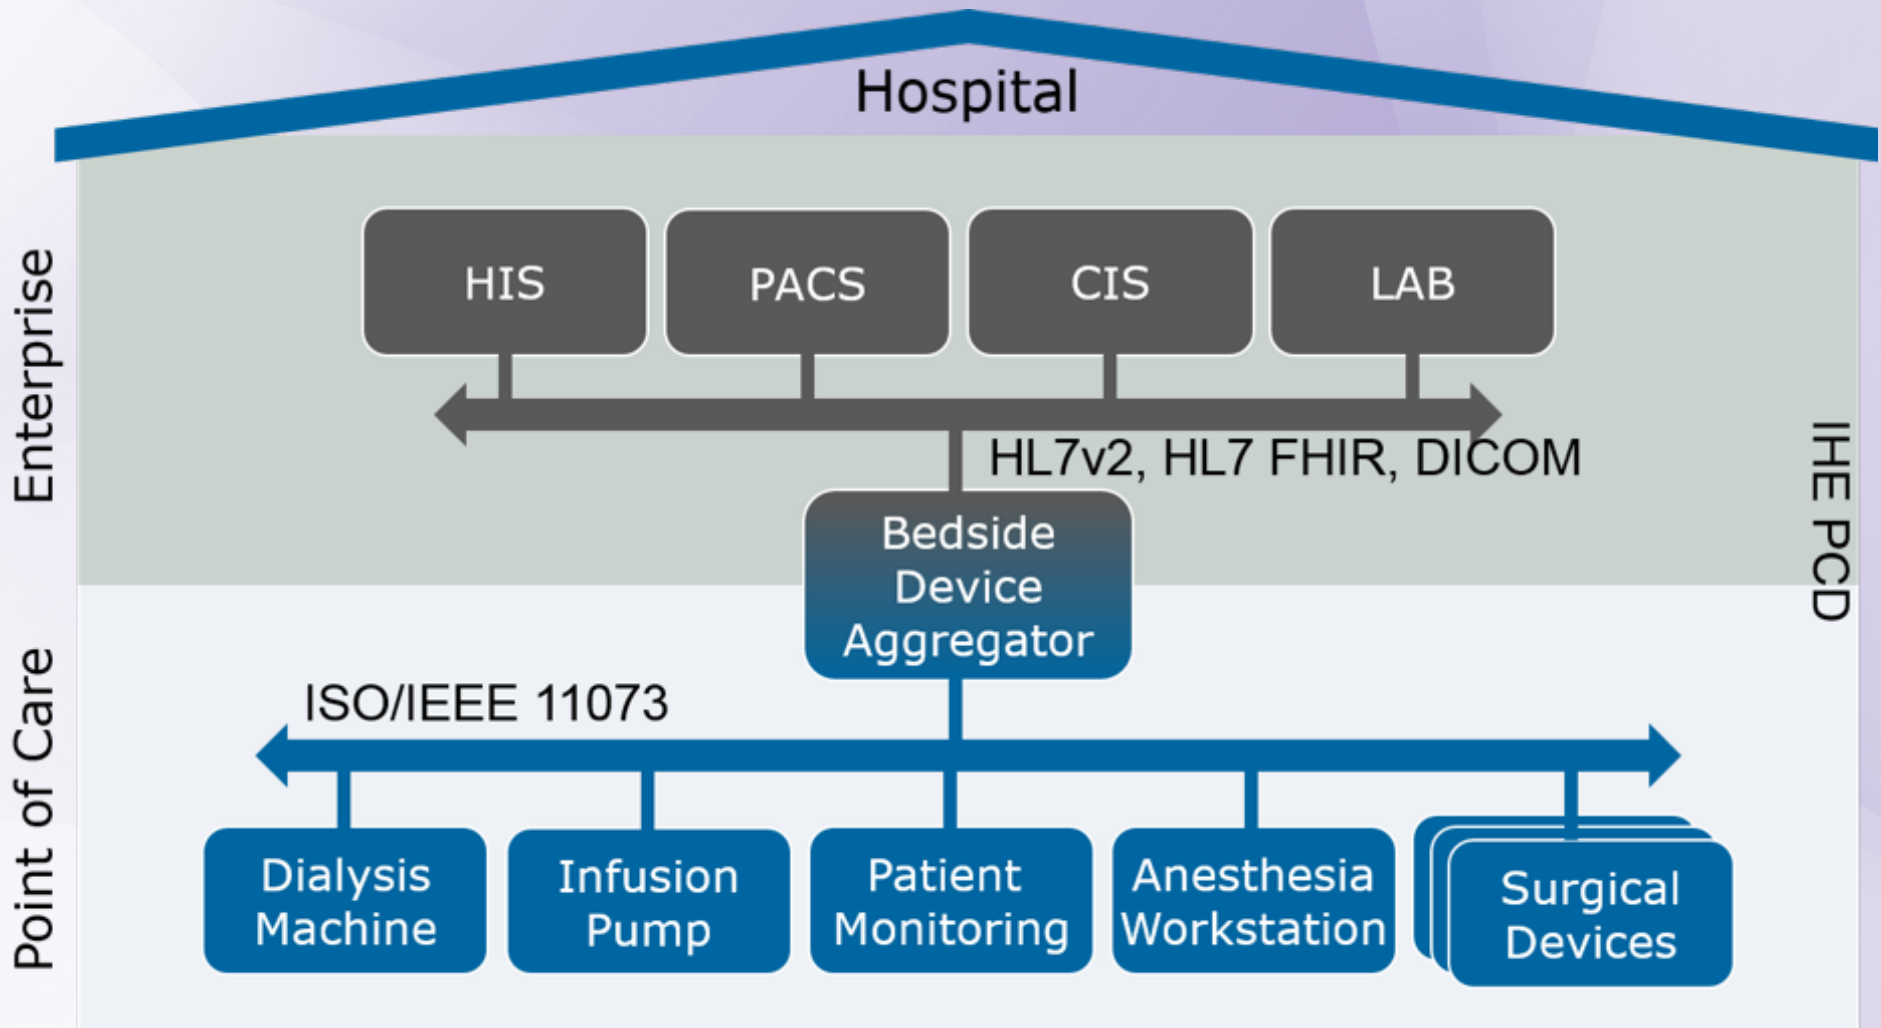 Hospital
Enterprise
HIS
PACS
CIS
LAB
HL7v2, HL7 FHIR, DICOM
IHE PCD
Bedside
Device
Aggregator
Point of Care
ISO/IEEE 11073
Dialysis
Machine
Infusion
Pump
Patient
Monitoring
Anesthesia
Workstation
Surgical
Devices